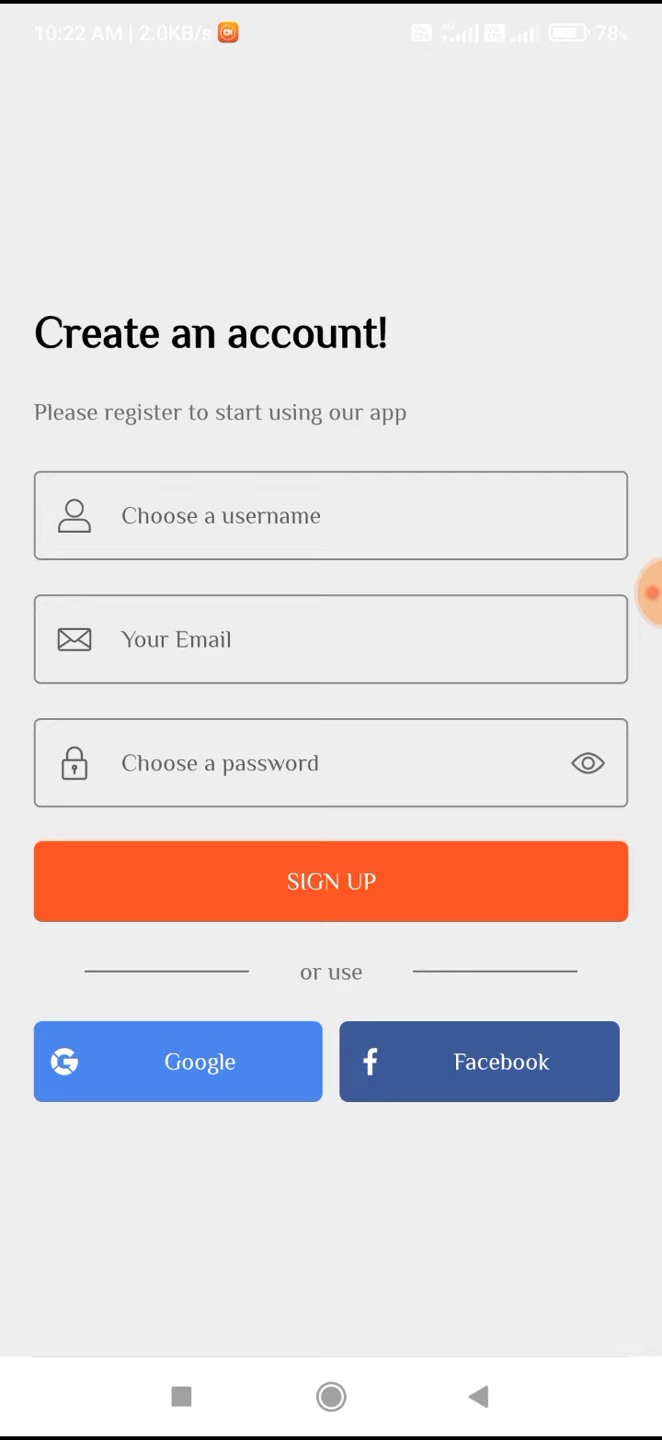 10:22 AM | 2.0KB/s
78%
Create an account!
Please register to start using our app
Choose a username
Your Email
Choose a password
SIGN UP
or use
Google
Facebook